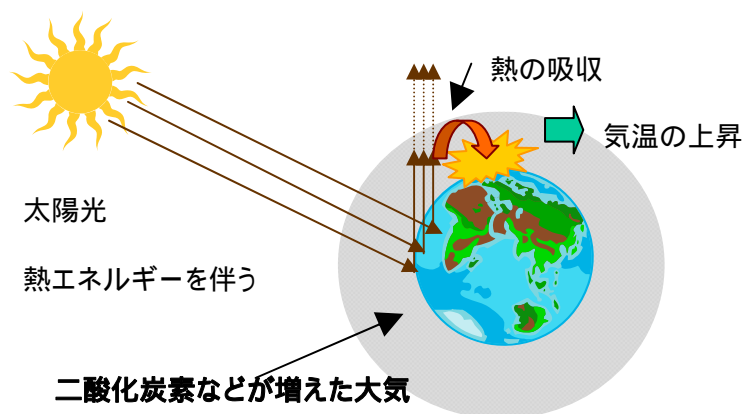 熱の吸収
気温の上昇
太陽光
熱エネルギーを伴う
二酸化炭素などが増えた大気